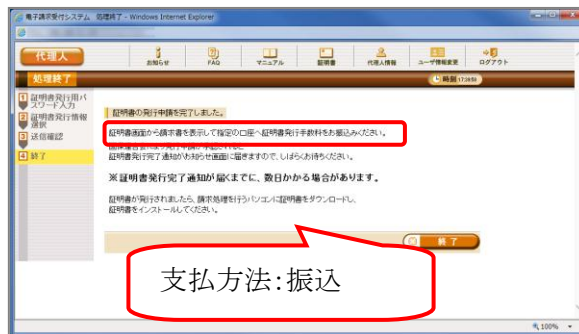 電子請求受付システム 処理終了 - Windows Internet Explorer
代理人
お知らせ
FAQ
マニュアル
証明書
代理人情報
ユーザ情報変更
ログアウト
処理終了
時刻
1 証明書発行用パスワード入力
2 証明書発行情報選択
3 送信確認
4 終了
証明書の発行申請を完了しました。
証明書画面から請求書を表示して指定の口座へ証明書発行手数料をお振込みください。
証明書発行完了通知がお知らせ画面に届きますので、しばらくお待ちください。
※証明書発行完了通知が届くまでに、数日かかる場合があります。
証明書が発行されましたら、請求処理を行うパソコンに証明書をダウンロードし、
証明書をインストールしてください。
終了
支払方法:振込
100%